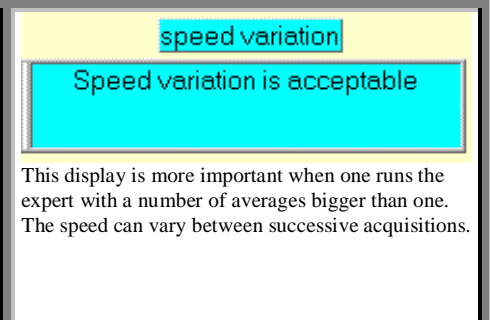 speed variation
Speed variation is acceptable
This display is more important when one runs the
expert with a number of averages bigger than one.
The speed can vary between successive acquisitions.